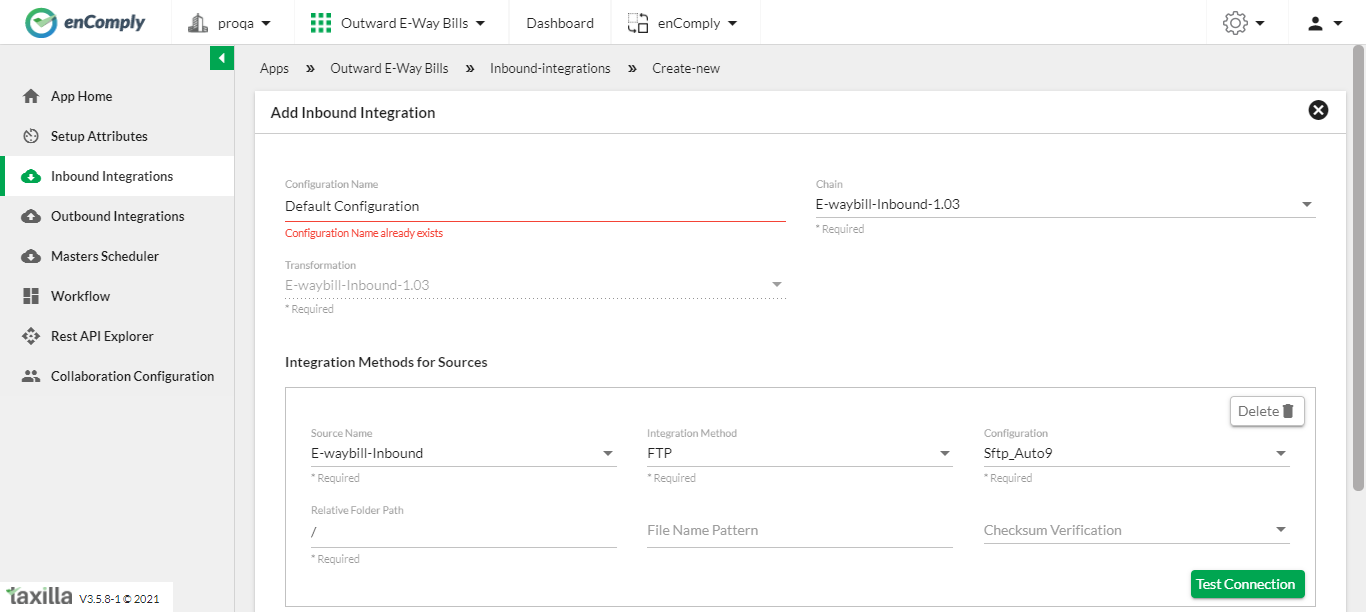 enComply proqa Outward E-Way Bills Dashboard enComply
Apps » Outward E-Way Bills » Inbound-integrations » Create-new
App Home
Setup Attributes
Inbound Integrations
Outbound Integrations
Masters Scheduler
Workflow
Rest API Explorer
Collaboration Configuration
taxilla V3.5.8-1 © 2021
Add Inbound Integration
Configuration Name
Default Configuration
Configuration Name already exists
Chain
E-waybill-Inbound-1.03
* Required
Transformation
E-waybill-Inbound-1.03
* Required
Integration Methods for Sources
Delete
Source Name
E-waybill-Inbound
* Required
Integration Method
FTP
* Required
Configuration
Sftp_Auto9
* Required
Relative Folder Path
/
* Required
File Name Pattern
Checksum Verification
Test Connection